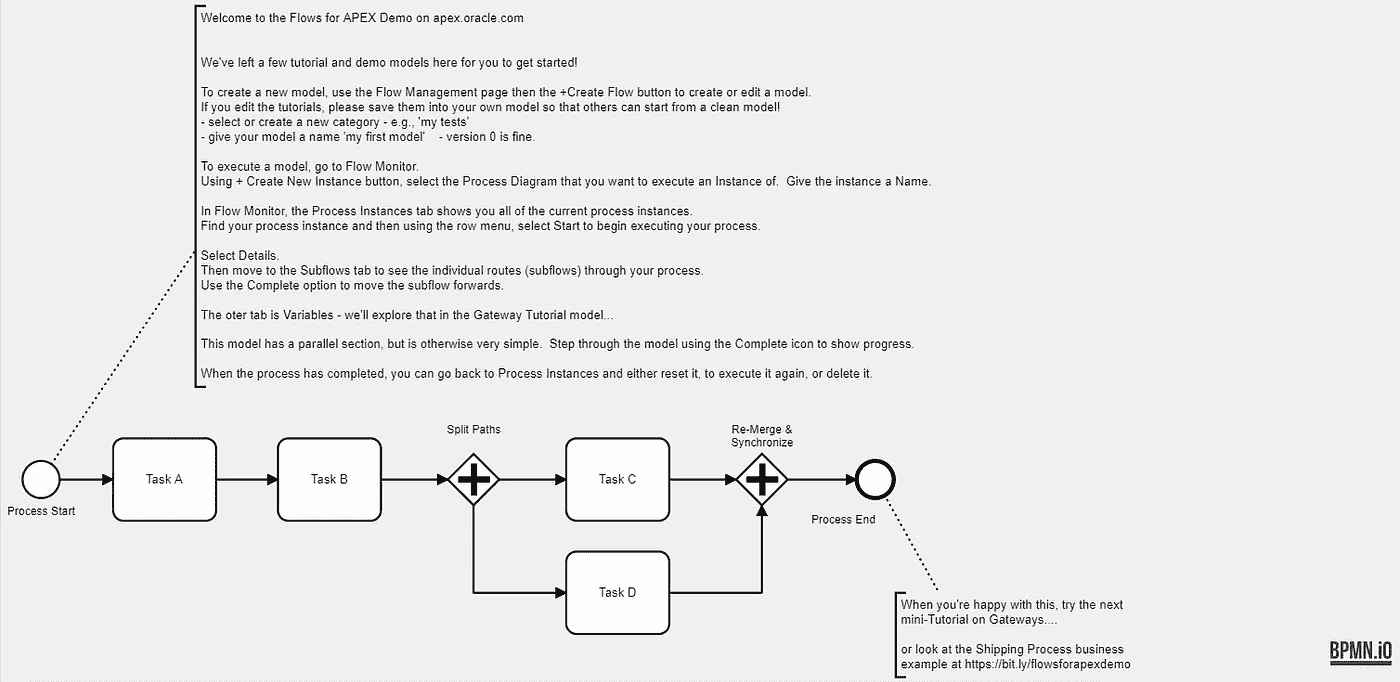 Welcome to the Flows for APEX Demo on apex.oracle.com
We've left a few tutorial and demo models here for you to get started!
To create a new model, use the Flow Management page then the +Create Flow button to create or edit a model.
If you edit the tutorials, please save them into your own model so that others can start from a clean model!
- select or create a new category - e.g., 'my tests'
- give your model a name 'my first model'    - version 0 is fine.
To execute a model, go to Flow Monitor.
Using + Create New Instance button, select the Process Diagram that you want to execute an Instance of.  Give the instance a Name.
In Flow Monitor, the Process Instances tab shows you all of the current process instances.
Find your process instance and then using the row menu, select Start to begin executing your process.
Select Details.
Then move to the Subflows tab to see the individual routes (subflows) through your process.
Use the Complete option to move the subflow forwards.
The oter tab is Variables - we'll explore that in the Gateway Tutorial model...
This model has a parallel section, but is otherwise very simple.  Step through the model using the Complete icon to show progress.
When the process has completed, you can go back to Process Instances and either reset it, to execute it again, or delete it.
Process Start
Task A
Task B
Split Paths
Task C
Task D
Re-Merge &
Synchronize
Process End
When you're happy with this, try the next
mini-Tutorial on Gateways....
or look at the Shipping Process business
example at https://bit.ly/flowsforapexdemo
BPMN.iO